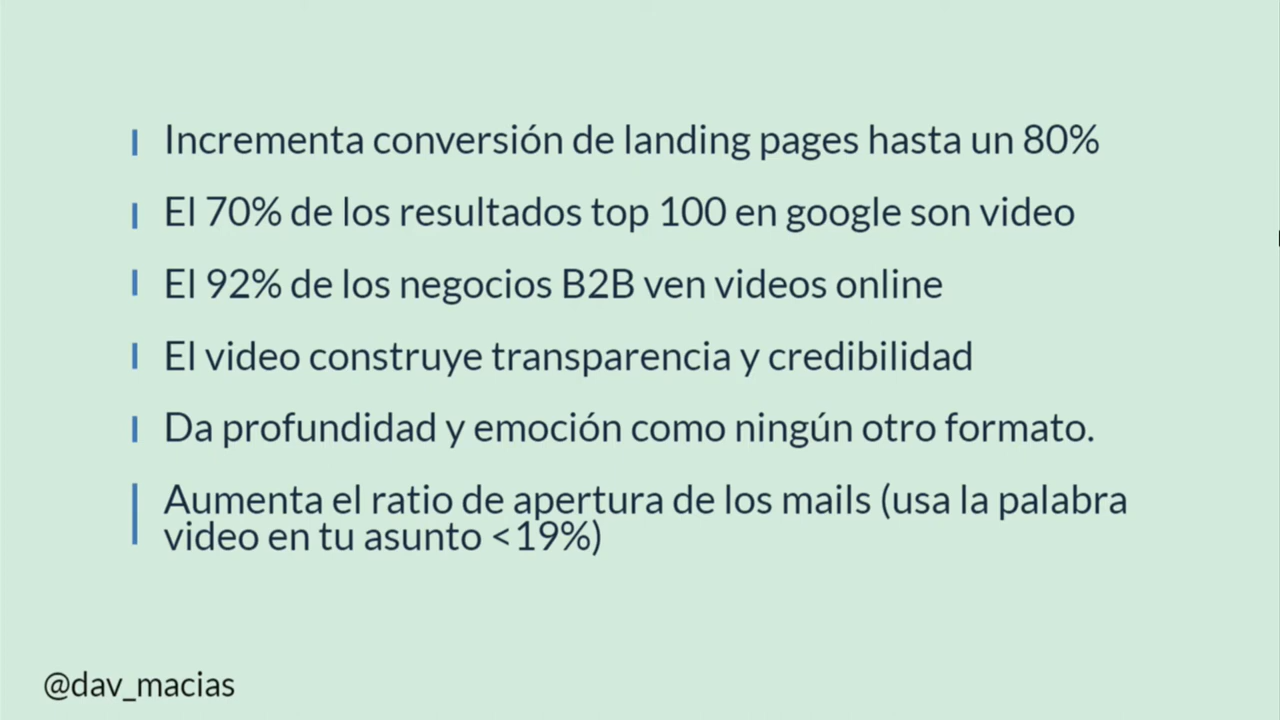 Incrementa conversión de landing pages hasta un 80%
El 70% de los resultados top 100 en google son video
El 92% de los negocios B2B ven videos online
El video construye transparencia y credibilidad
Da profundidad y emoción como ningún otro formato.
Aumenta el ratio de apertura de los mails (usa la palabra
video en tu asunto <19%)
@dav_macias